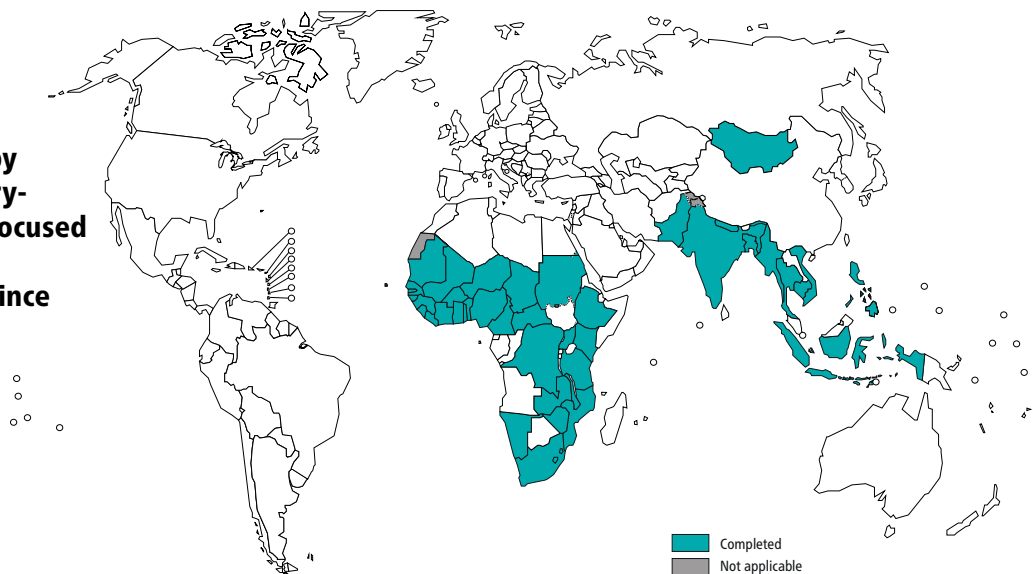 by
ry-
ocused
ince
Completed
Not applicable